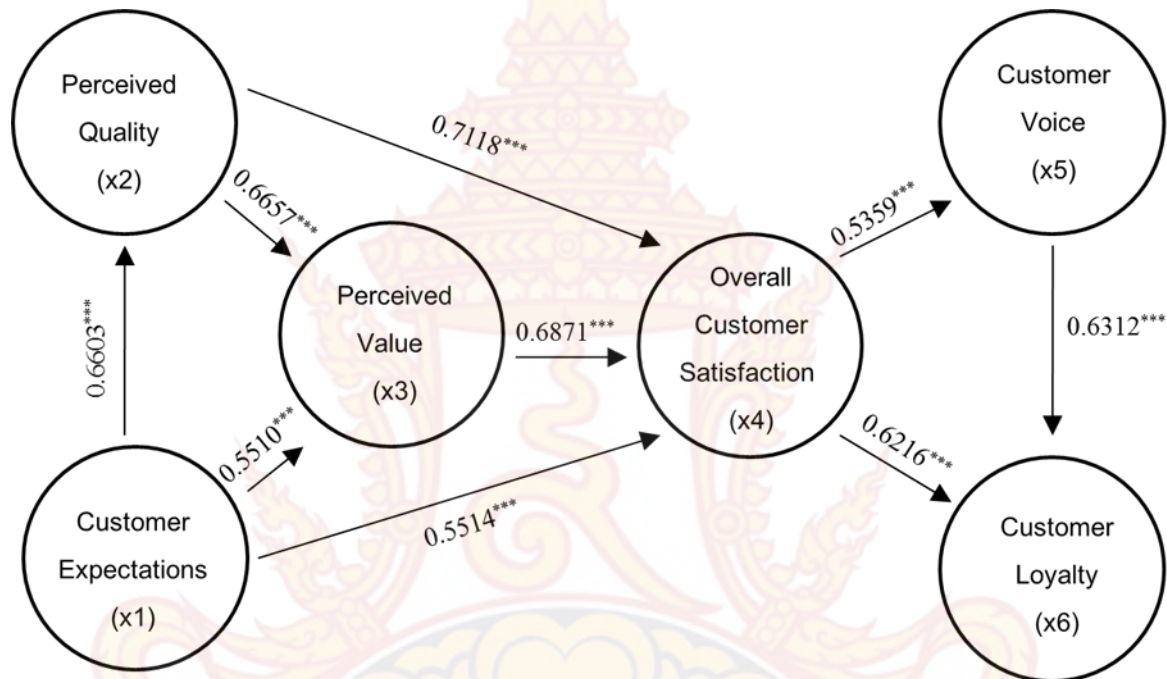 Perceived
Quality
(x2)
0.7118***
Customer
Voice
(x5)
0.6657***
0.5359***
Perceived
Value
(x3)
0.6871***
Overall
Customer
Satisfaction
(x4)
0.6603***
0.6312***
0.5510***
0.6216***
Customer
Expectations
(x1)
0.5514***
Customer
Loyalty
(x6)